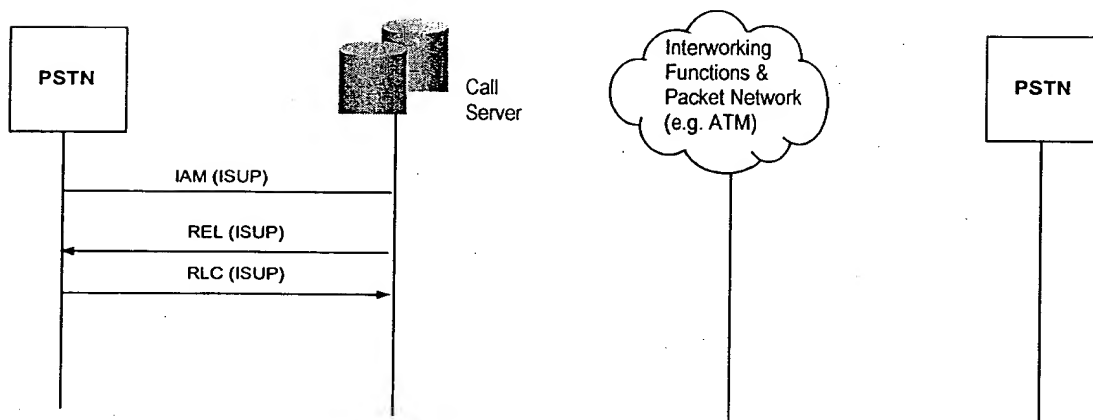 PSTN
Call
Server
Interworking
Functions &
Packet Network
(e.g. ATM)
PSTN
IAM (ISUP)
REL (ISUP)
RLC (ISUP)